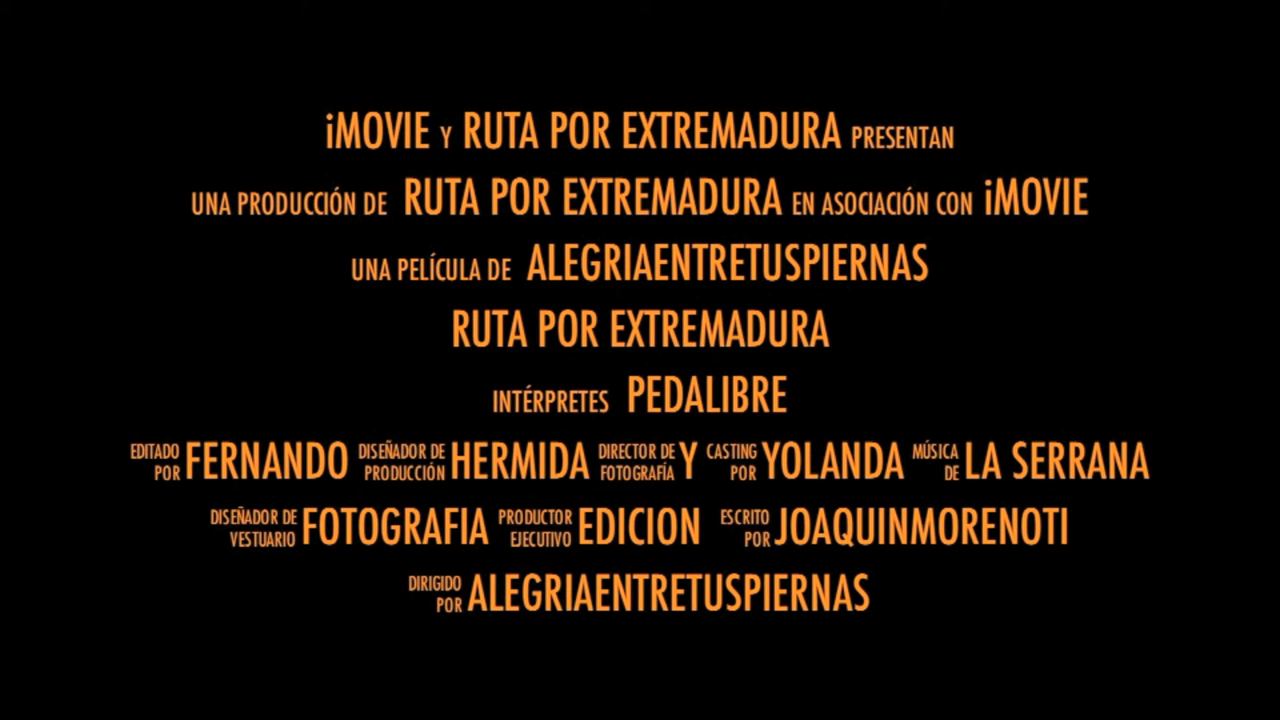 iMOVIE Y RUTA POR EXTREMADURA PRESENTAN
UNA PRODUCCIÓN DE RUTA POR EXTREMADURA EN ASOCIACIÓN CON iMOVIE
UNA PELÍCULA DE ALEGRIAENTRETUSPIERNAS
RUTA POR EXTREMADURA
INTÉRPRETES PEDALIBRE
EDITADO POR FERNANDO DISEÑADOR DE PRODUCCIÓN HERMIDA DIRECTOR DE FOTOGRAFÍA Y CASTING POR YOLANDA MÚSICA DE LA SERRANA
DISEÑADOR DE VESTUARIO FOTOGRAFIA PRODUCTOR EJECUTIVO EDICION ESCRITO POR JOAQUINMORENOTI
DIRIGIDO POR ALEGRIAENTRETUSPIERNAS